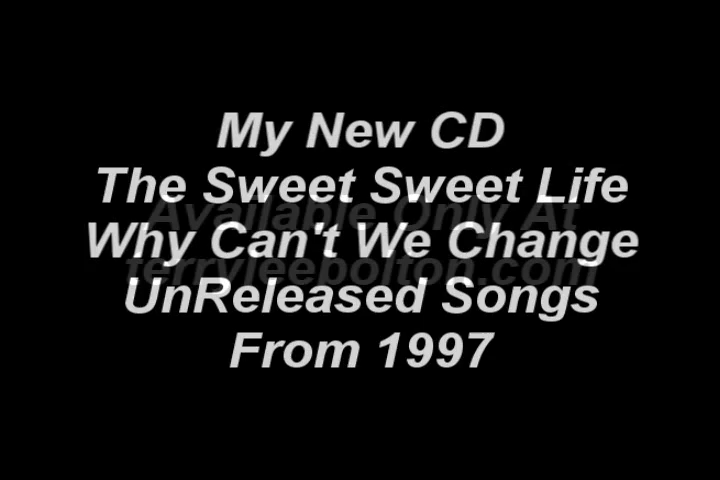 My New CD
The Sweet Sweet Life
Available Only At
Why Can't We Change
terryleebolton.com
UnReleased Songs
From 1997